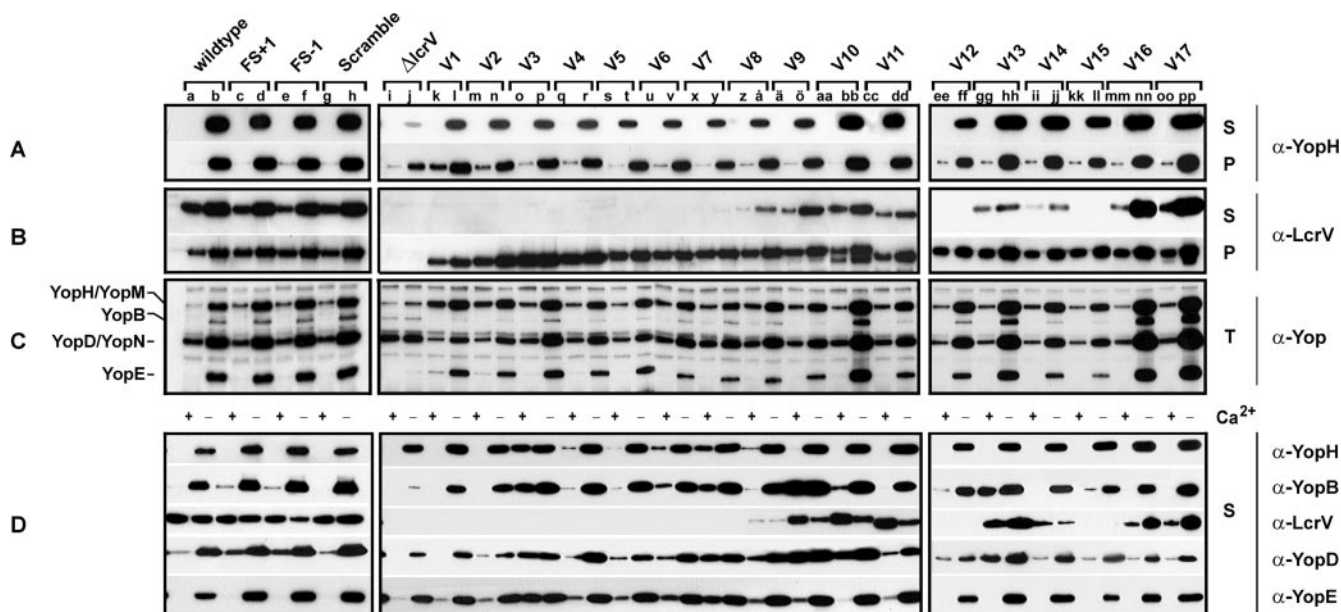 wildtype FS+1 FS-1 Scramble ΔlcrV V1 V2 V3 V4 V5 V6 V7 V8 V9 V10 V11 V12 V13 V14 V15 V16 V17
a b c d e f g h i j k l m n o p q r s t u v x y z å ä ö aa bb cc dd ee ff gg hh ii jj kk ll mm nn oo pp
A S α-YopH
P
B S α-LcrV
P
YopH/YopM
YopB
C YopD/YopN T α-Yop
YopE
+ – + – + – + – + – + – + – + – + – + – + – + – + – + – + – + – + – + – + – + – + – + – Ca2+
α-YopH
α-YopB
D S α-LcrV
α-YopD
α-YopE